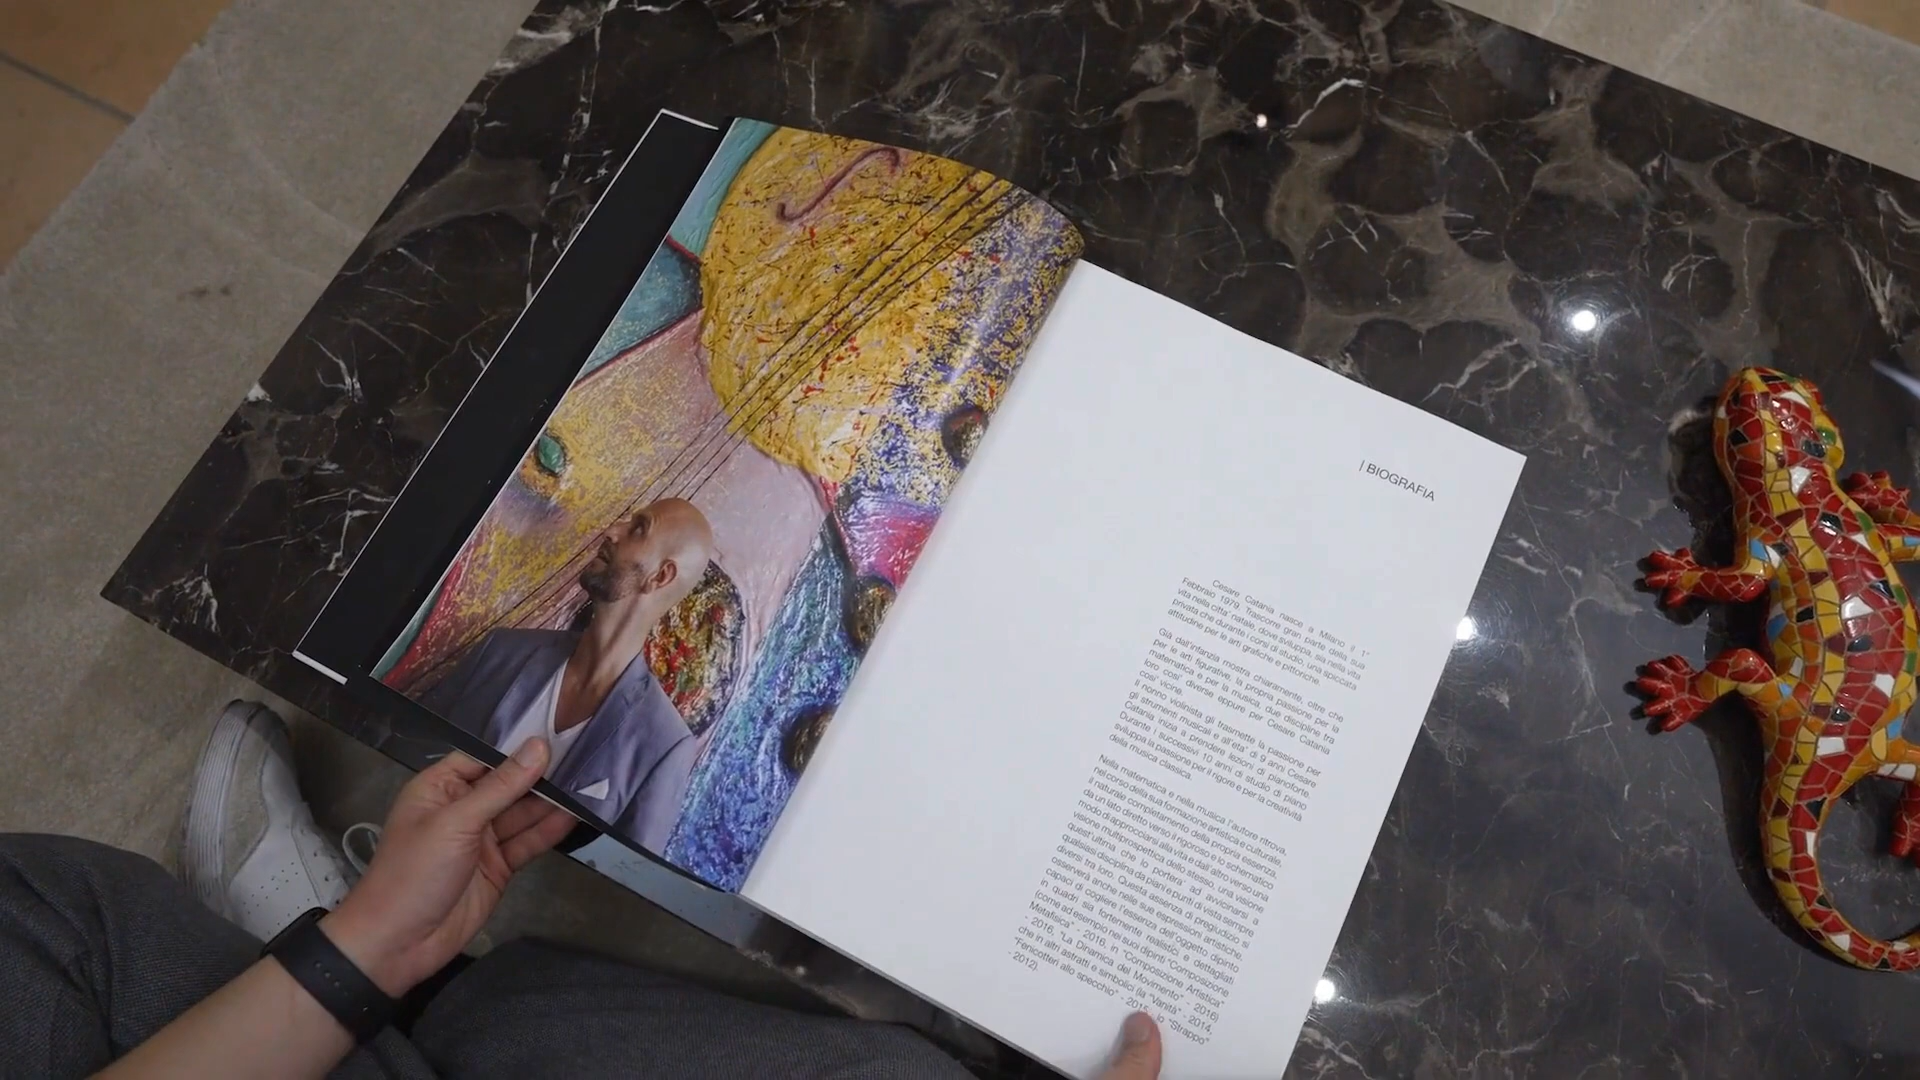 | BIOGRAFIA
Cesare Catania nasce a Milano il 1°
Febbraio 1979. Trascorre gran parte della sua
vita nella citta' natale, dove sviluppa, sia nella vita
privata che durante i corsi di studio, una spiccata
attitudine per le arti grafiche e pittoriche.
Già dall'infanzia mostra chiaramente, oltre che
per le arti figurative, la propria passione per la
matematica e per la musica, due discipline tra
loro cosi' diverse eppure per Cesare Catania
cosi' vicine.
Il nonno violinista gli trasmette la passione per
gli strumenti musicali e all'eta' di 9 anni Cesare
Catania inizia a prendere lezioni di pianoforte.
Durante i successivi 10 anni di studio di piano
sviluppa la passione per il rigore e per la creatività
della musica classica.
Nella matematica e nella musica l'autore ritrova,
nel corso della sua formazione artistica e culturale,
il naturale completamento della propria esseurale,
da un lato diretto verso il rigoroso e lo schematico
modo di approcciarsi alla vita e dall'altro verso una
visione multiprospettica dello stesso, una visione
quest'ultima che lo portera' ad avvicinarsi a
qualsiasi disciplina da piani e punti di vista sempre
diversi tra loro. Questa assenza di pregiudizio si
osserverà anche nelle sue espressioni artistiche,
capaci di cogliere l'essenza dell'oggetto dipinto
in quadri sia fortemente realistici e dettagliati
(come ad esempio nei suoi dipinti "Composizione
Metafisica" - 2016, in "Composizione Artistica"
- 2016, "La Dinamica del Movimento" - 2016)
che in altri astratti e simbolici (la "Vanità" - 2014,
"Fenicotteri allo specchio" - 2015, lo "Strappo"
- 2012).